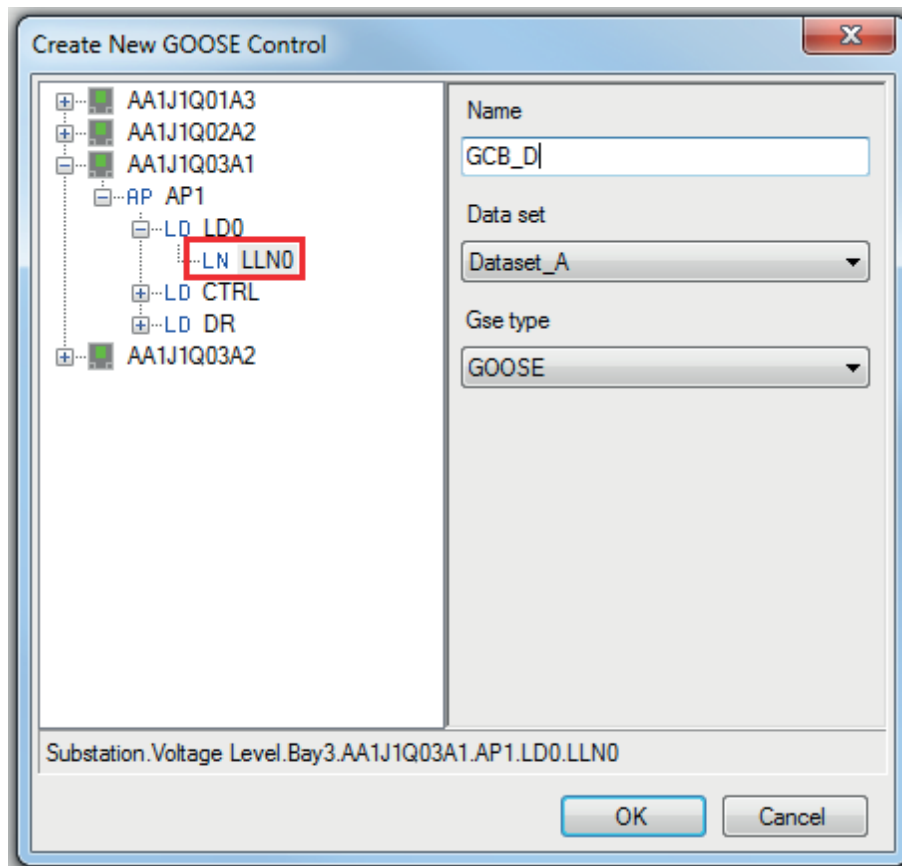 Create New GOOSE Control
AA1J1Q01A3
AA1J1Q02A2
AA1J1Q03A1
AP AP1
LD LD0
LN LLN0
LD CTRL
LD DR
AA1J1Q03A2
Name
GCB_D
Data set
Dataset_A
Gse type
GOOSE
Substation.Voltage Level.Bay3.AA1J1Q03A1.AP1.LD0.LLN0
OK
Cancel